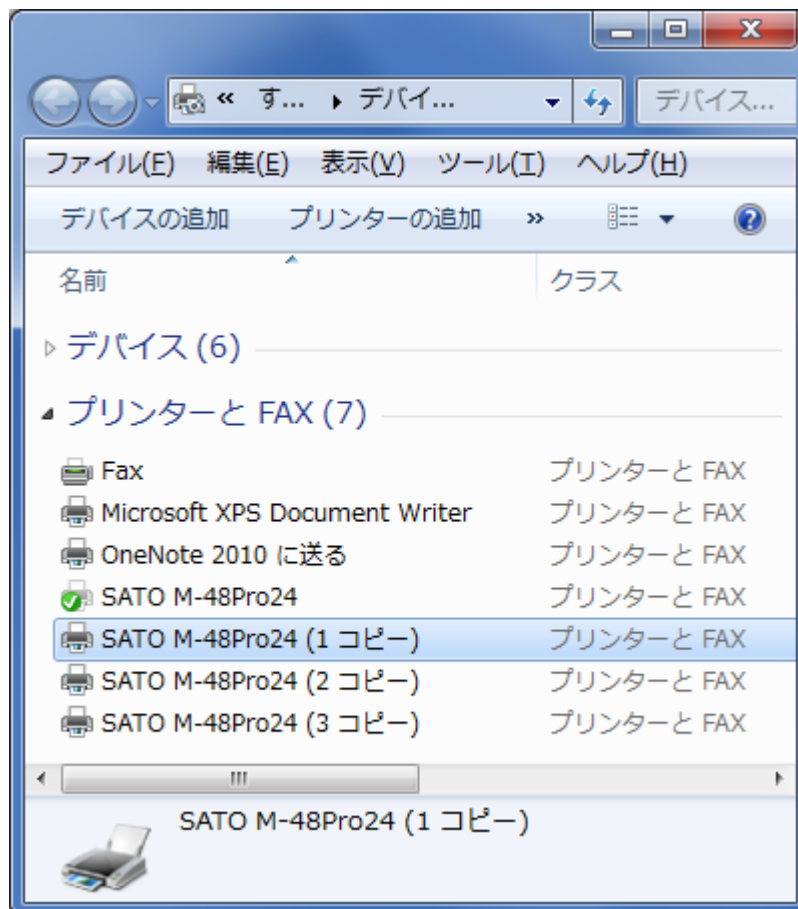 « す... デバイ... デバイス...
ファイル(F) 編集(E) 表示(V) ツール(T) ヘルプ(H)
デバイスの追加 プリンターの追加 »
名前 クラス
デバイス (6)
プリンターと FAX (7)
Fax プリンターと FAX
Microsoft XPS Document Writer プリンターと FAX
OneNote 2010 に送る プリンターと FAX
SATO M-48Pro24 プリンターと FAX
SATO M-48Pro24 (1 コピー) プリンターと FAX
SATO M-48Pro24 (2 コピー) プリンターと FAX
SATO M-48Pro24 (3 コピー) プリンターと FAX
SATO M-48Pro24 (1 コピー)